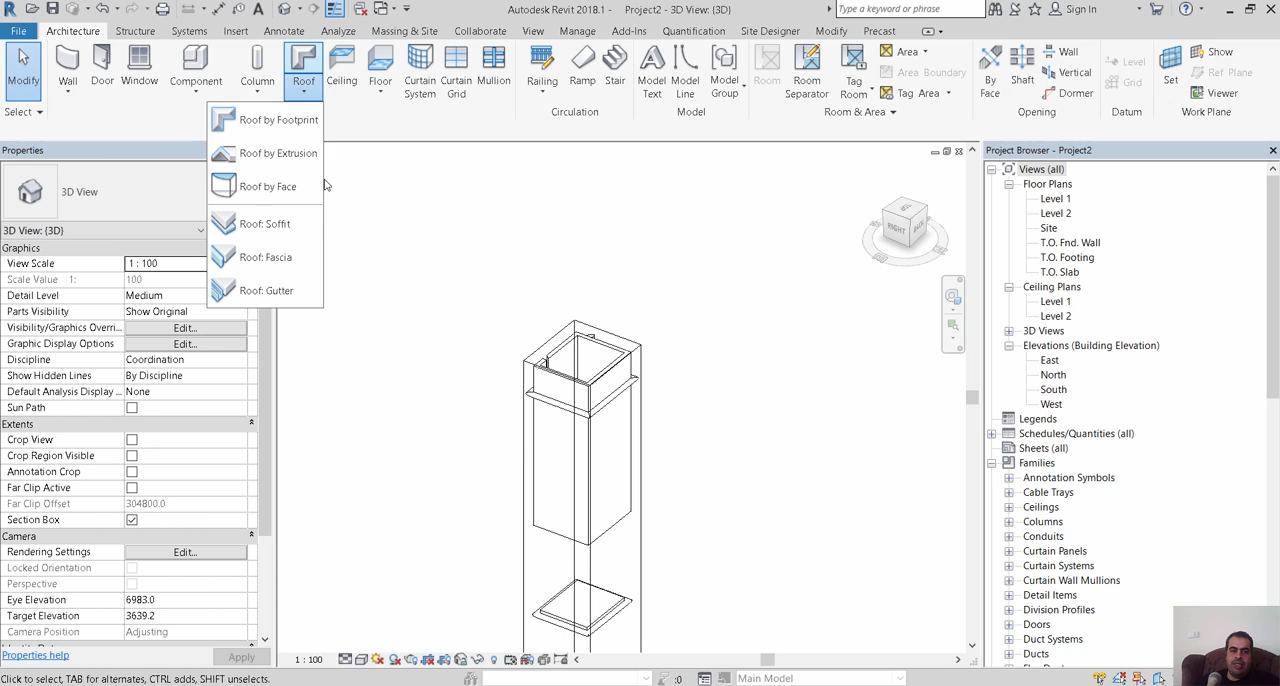 Autodesk Revit 2018.1 - Project2 - 3D View: {3D}
Type a keyword or phrase
Sign In
File
Architecture
Structure
Systems
Insert
Annotate
Analyze
Massing & Site
Collaborate
View
Manage
Add-Ins
Quantification
Site Designer
Modify
Precast
Modify
Wall
Door
Window
Component
Column
Roof
Ceiling
Floor
Curtain System
Curtain Grid
Mullion
Railing
Ramp
Stair
Model Text
Model Line
Model Group
Room
Room Separator
Tag Room
Area
Area Boundary
Tag Area
By Face
Shaft
Wall
Vertical
Dormer
Level
Grid
Set
Show
Ref Plane
Viewer
Select
Circulation
Model
Room & Area
Opening
Datum
Work Plane
Roof by Footprint
Roof by Extrusion
Roof by Face
Roof: Soffit
Roof: Fascia
Roof: Gutter
Properties
3D View
3D View: {3D}
Graphics
View Scale 1 : 100
Scale Value 1: 100
Detail Level Medium
Parts Visibility Show Original
Visibility/Graphics Overri... Edit...
Graphic Display Options Edit...
Discipline Coordination
Show Hidden Lines By Discipline
Default Analysis Display ... None
Sun Path
Extents
Crop View
Crop Region Visible
Annotation Crop
Far Clip Active
Far Clip Offset 304800.0
Section Box
Camera
Rendering Settings Edit...
Locked Orientation
Perspective
Eye Elevation 6983.0
Target Elevation 3639.2
Camera Position Adjusting
Properties help
Apply
RIGHT
1 : 100
Project Browser - Project2
Views (all)
Floor Plans
Level 1
Level 2
Site
T.O. Fnd. Wall
T.O. Footing
T.O. Slab
Ceiling Plans
Level 1
Level 2
3D Views
Elevations (Building Elevation)
East
North
South
West
Legends
Schedules/Quantities (all)
Sheets (all)
Families
Annotation Symbols
Cable Trays
Ceilings
Columns
Conduits
Curtain Panels
Curtain Systems
Curtain Wall Mullions
Detail Items
Division Profiles
Doors
Duct Systems
Ducts
Click to select, TAB for alternates, CTRL adds, SHIFT unselects.
:0
Main Model
:0